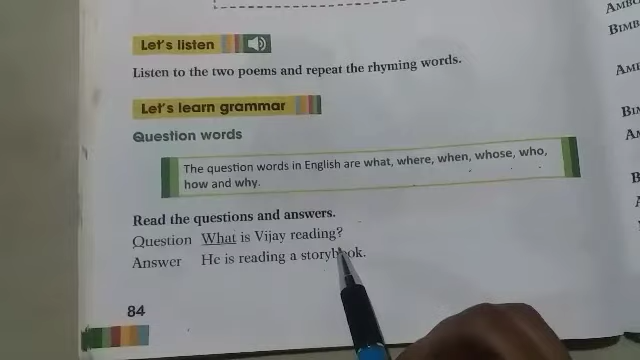 Let's listen
Listen to the two poems and repeat the rhyming words.
Let's learn grammar
Question words
The question words in English are what, where, when, whose, who,
how and why.
Read the questions and answers.
Question What is Vijay reading?
Answer He is reading a storybook.
84